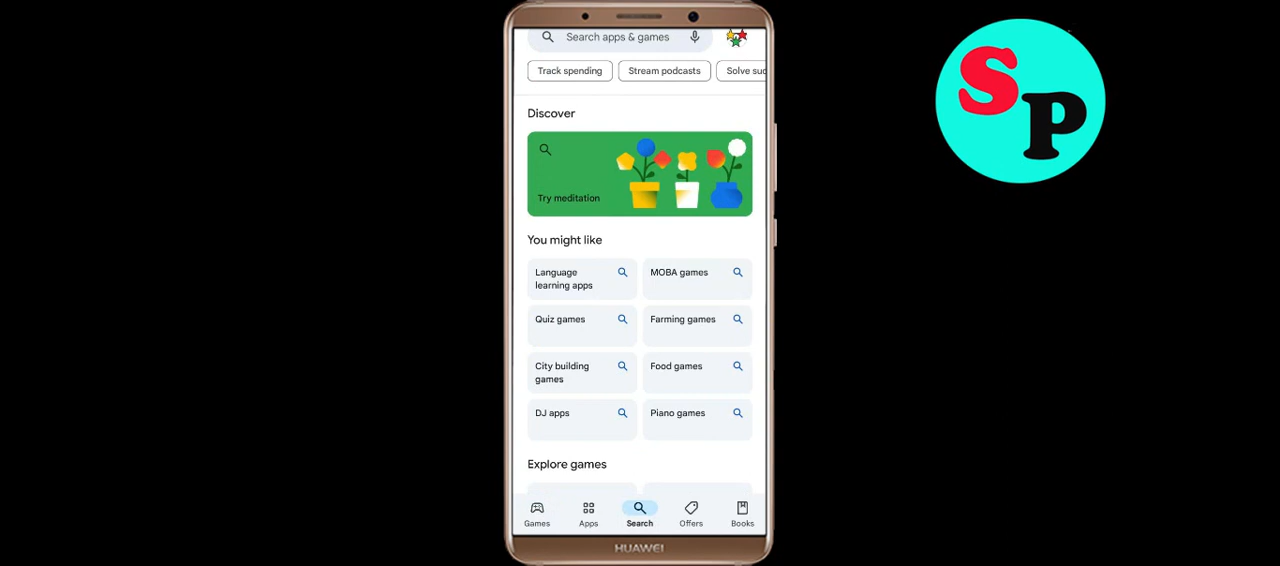 Search apps & games
Track spending
Stream podcasts
Discover
Try meditation
You might like
Language
learning apps
MOBA games
Quiz games
Farming games
City building
games
Food games
DJ apps
Piano games
Explore games
Games
Apps
Search
Offers
Books
HUAWEI
SP